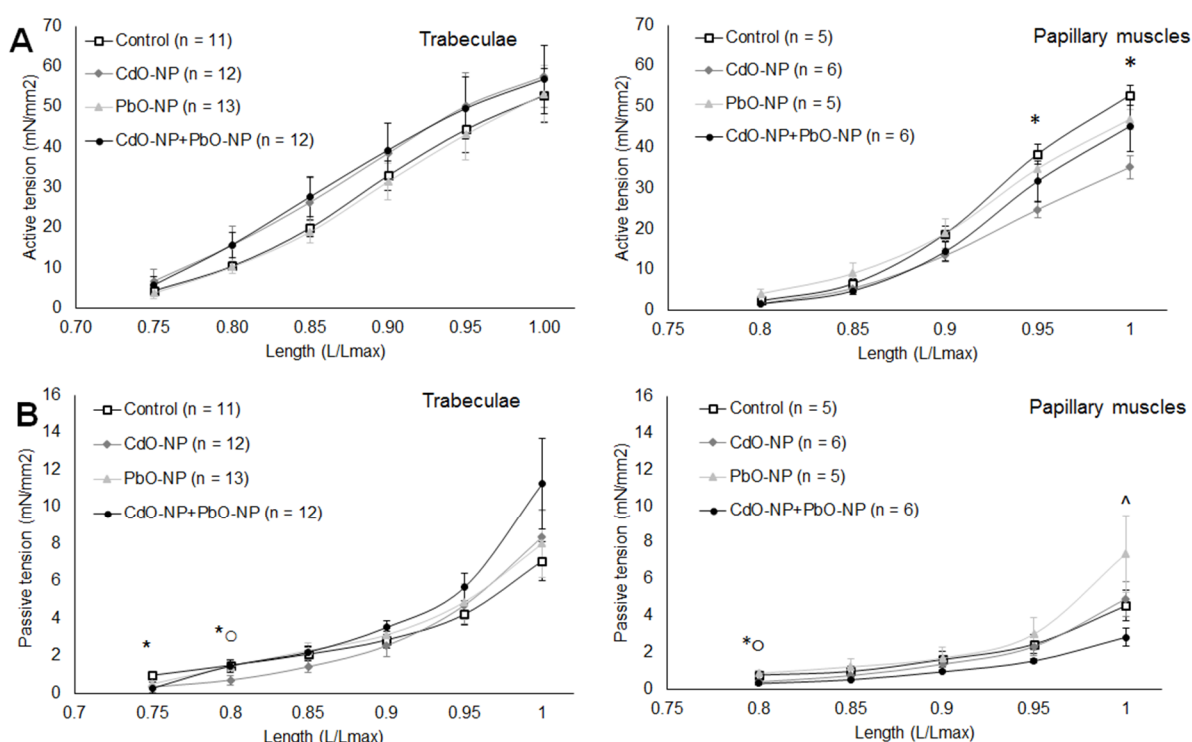 A
Trabeculae
Active tension (mN/mm2)
70
60
50
40
30
20
10
0
Control (n = 11)
CdO-NP (n = 12)
PbO-NP (n = 13)
CdO-NP+PbO-NP (n = 12)
0.70 0.75 0.80 0.85 0.90 0.95 1.00
Length (L/Lmax)
Papillary muscles
Active tension (mN/mm2)
70
60
50
40
30
20
10
0
Control (n = 5)
CdO-NP (n = 6)
PbO-NP (n = 5)
CdO-NP+PbO-NP (n = 6)
*
*
0.75 0.8 0.85 0.9 0.95 1
Length (L/Lmax)
B
Trabeculae
Passive tension (mN/mm2)
16
14
12
10
8
6
4
2
0
Control (n = 11)
CdO-NP (n = 12)
PbO-NP (n = 13)
CdO-NP+PbO-NP (n = 12)
*
*○
0.7 0.75 0.8 0.85 0.9 0.95 1
Length (L/Lmax)
Papillary muscles
Passive tension (mN/mm2)
16
14
12
10
8
6
4
2
0
Control (n = 5)
CdO-NP (n = 6)
PbO-NP (n = 5)
CdO-NP+PbO-NP (n = 6)
*○
^
0.75 0.8 0.85 0.9 0.95 1
Length (L/Lmax)